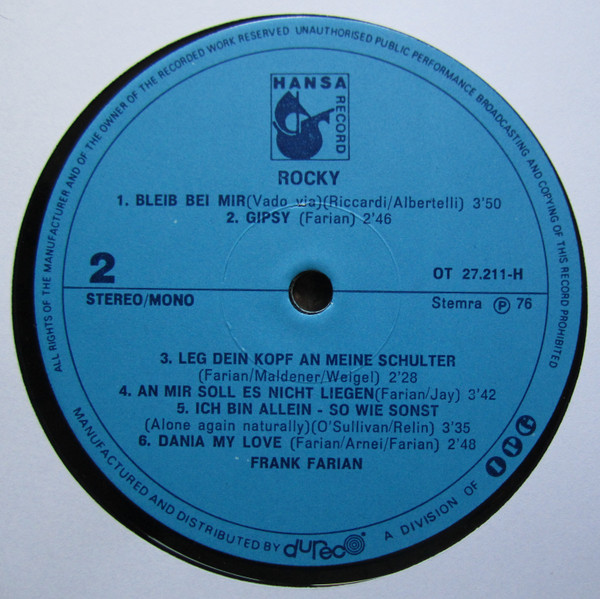 ALL RIGHTS OF THE MANUFACTURER AND OF THE OWNER OF THE RECORDED WORK RESERVED UNAUTHORISED PUBLIC PERFORMANCE BROADCASTING AND COPYING OF THIS RECORD PROHIBITED
HANSA
RECORD
ROCKY
1. BLEIB BEI MIR(Vado via)(Riccardi/Albertelli) 3'50
2. GIPSY (Farian) 2'46
2
OT 27.211-H
STEREO/MONO
Stemra Ⓟ 76
3. LEG DEIN KOPF AN MEINE SCHULTER
(Farian/Maldener/Weigel) 2'28
4. AN MIR SOLL ES NICHT LIEGEN(Farian/Jay) 3'42
5. ICH BIN ALLEIN - SO WIE SONST
(Alone again naturally)(O'Sullivan/Relin) 3'35
6. DANIA MY LOVE (Farian/Arnei/Farian) 2'48
FRANK FARIAN
MANUFACTURED AND DISTRIBUTED BY dureco A DIVISION OF